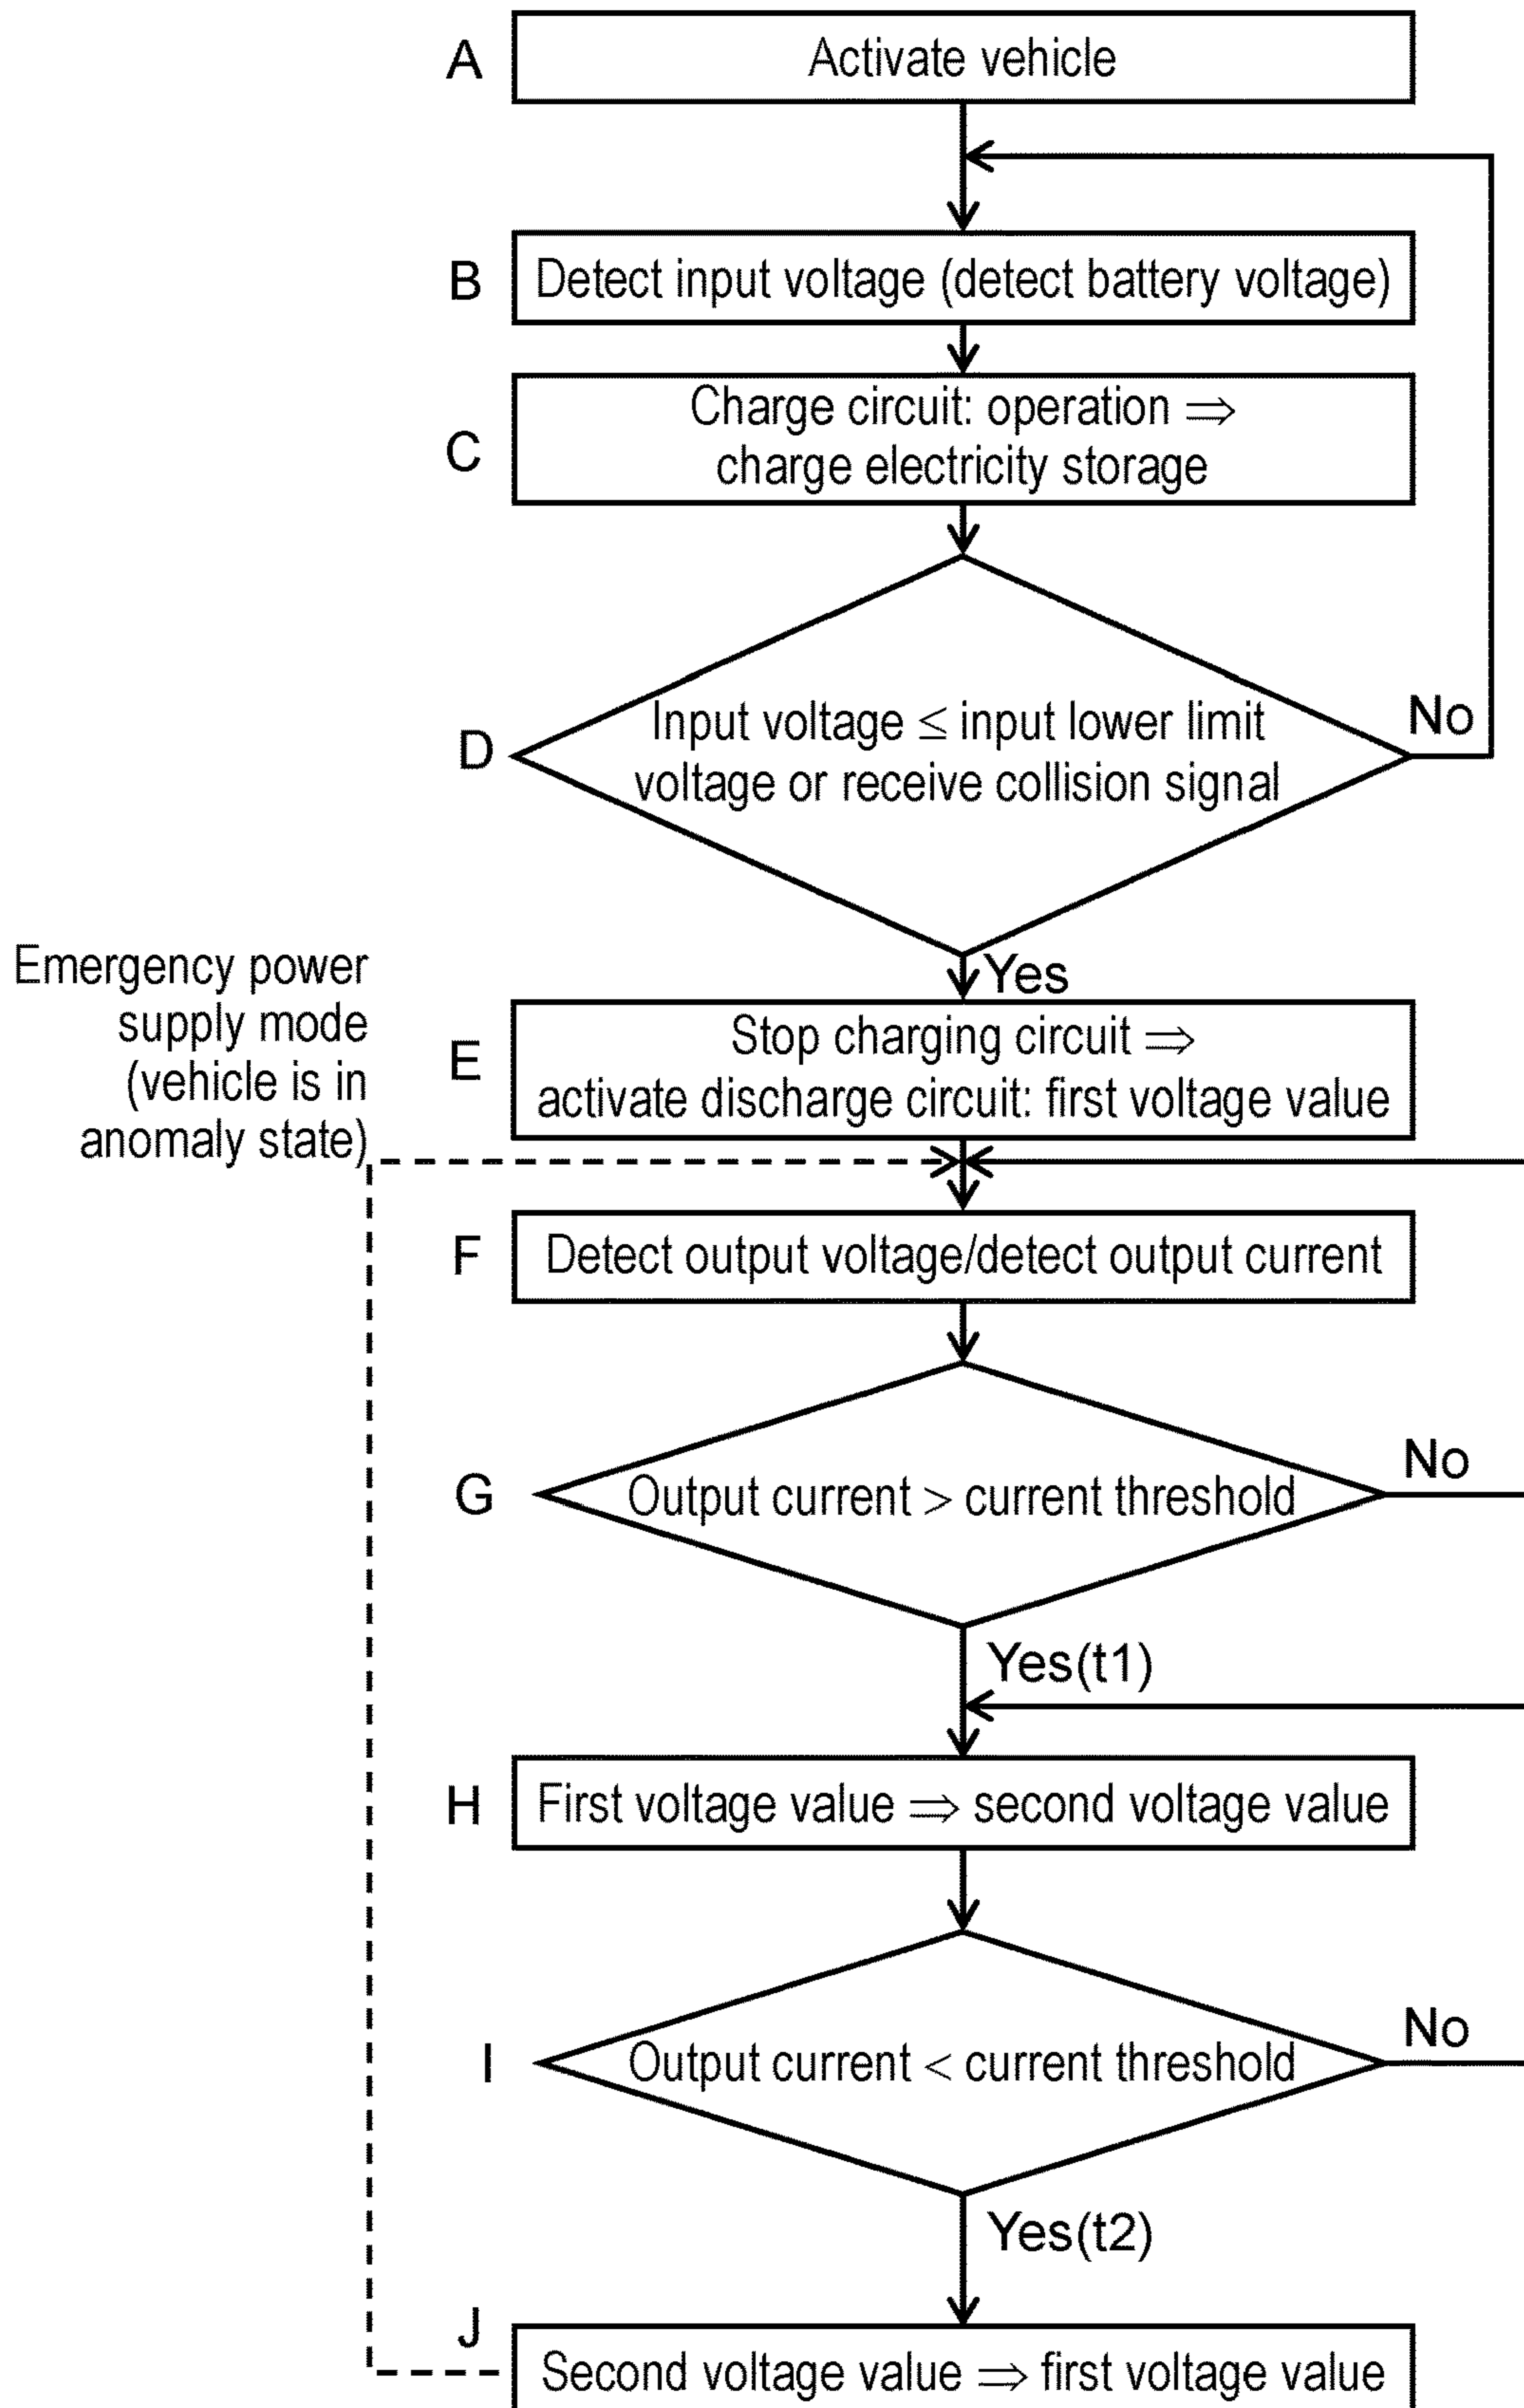 A
Activate vehicle
B
Detect input voltage (detect battery voltage)
C
Charge circuit: operation ⇒
charge electricity storage
D
Input voltage ≤ input lower limit
voltage or receive collision signal
No
Yes
Emergency power
supply mode
(vehicle is in
anomaly state)
E
Stop charging circuit ⇒
activate discharge circuit: first voltage value
F
Detect output voltage/detect output current
G
Output current > current threshold
No
Yes(t1)
H
First voltage value ⇒ second voltage value
I
Output current < current threshold
No
Yes(t2)
J
Second voltage value ⇒ first voltage value